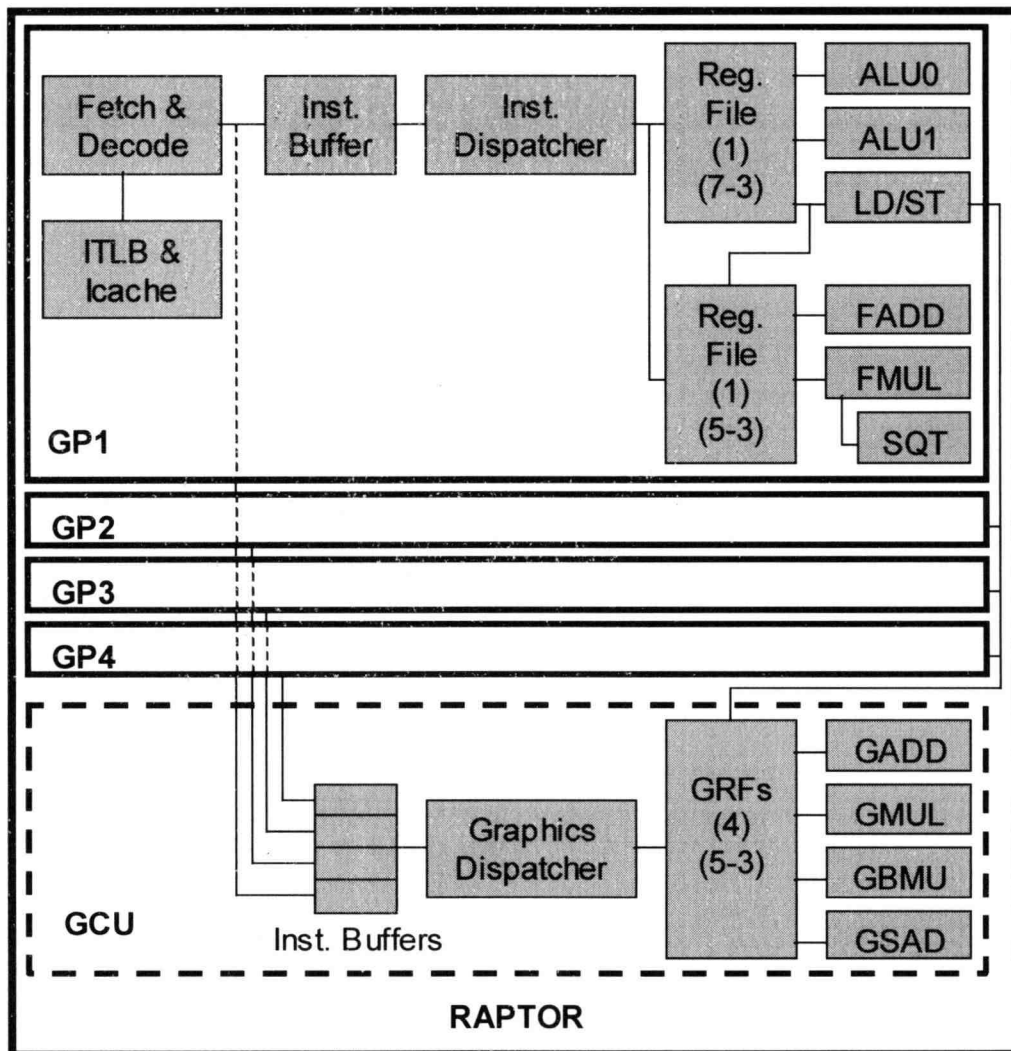 Fetch &
Decode
Inst.
Buffer
Inst.
Dispatcher
Reg.
File
(1)
(7-3)
ALU0
ALU1
LD/ST
ITLB &
Icache
Reg.
File
(1)
(5-3)
FADD
FMUL
SQT
GP1
GP2
GP3
GP4
GRFs
(4)
(5-3)
GADD
GMUL
GBMU
GSAD
Graphics
Dispatcher
GCU
Inst. Buffers
RAPTOR